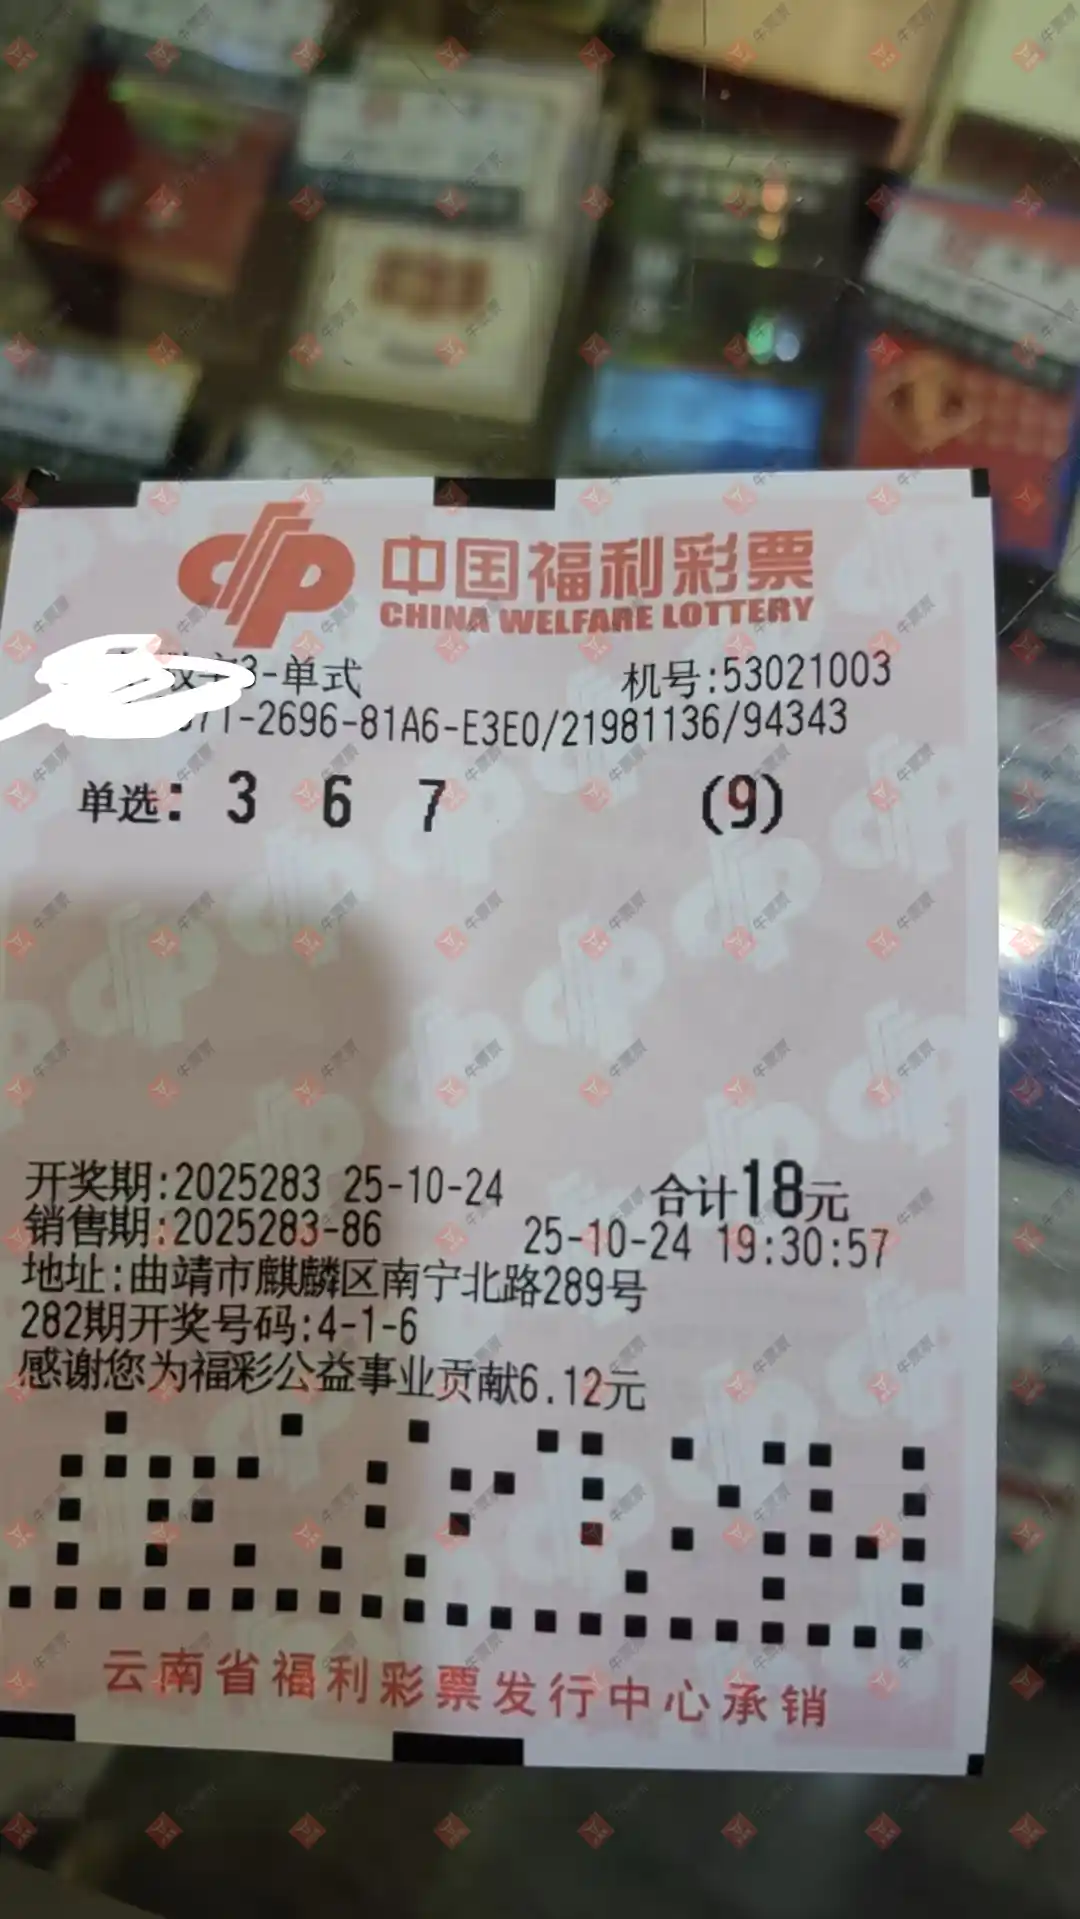 中国福利彩票
CHINA WELFARE LOTTERY
3-单式 机号:53021003
-2696-81A6-E3E0/21981136/94343
单选: 3 6 7 (9)
开奖期:2025283 25-10-24 合计18元
销售期:2025283-86 25-10-24 19:30:57
地址:曲靖市麒麟区南宁北路289号
282期开奖号码:4-1-6
感谢您为福彩公益事业贡献6.12元
云南省福利彩票发行中心承销
牛票票